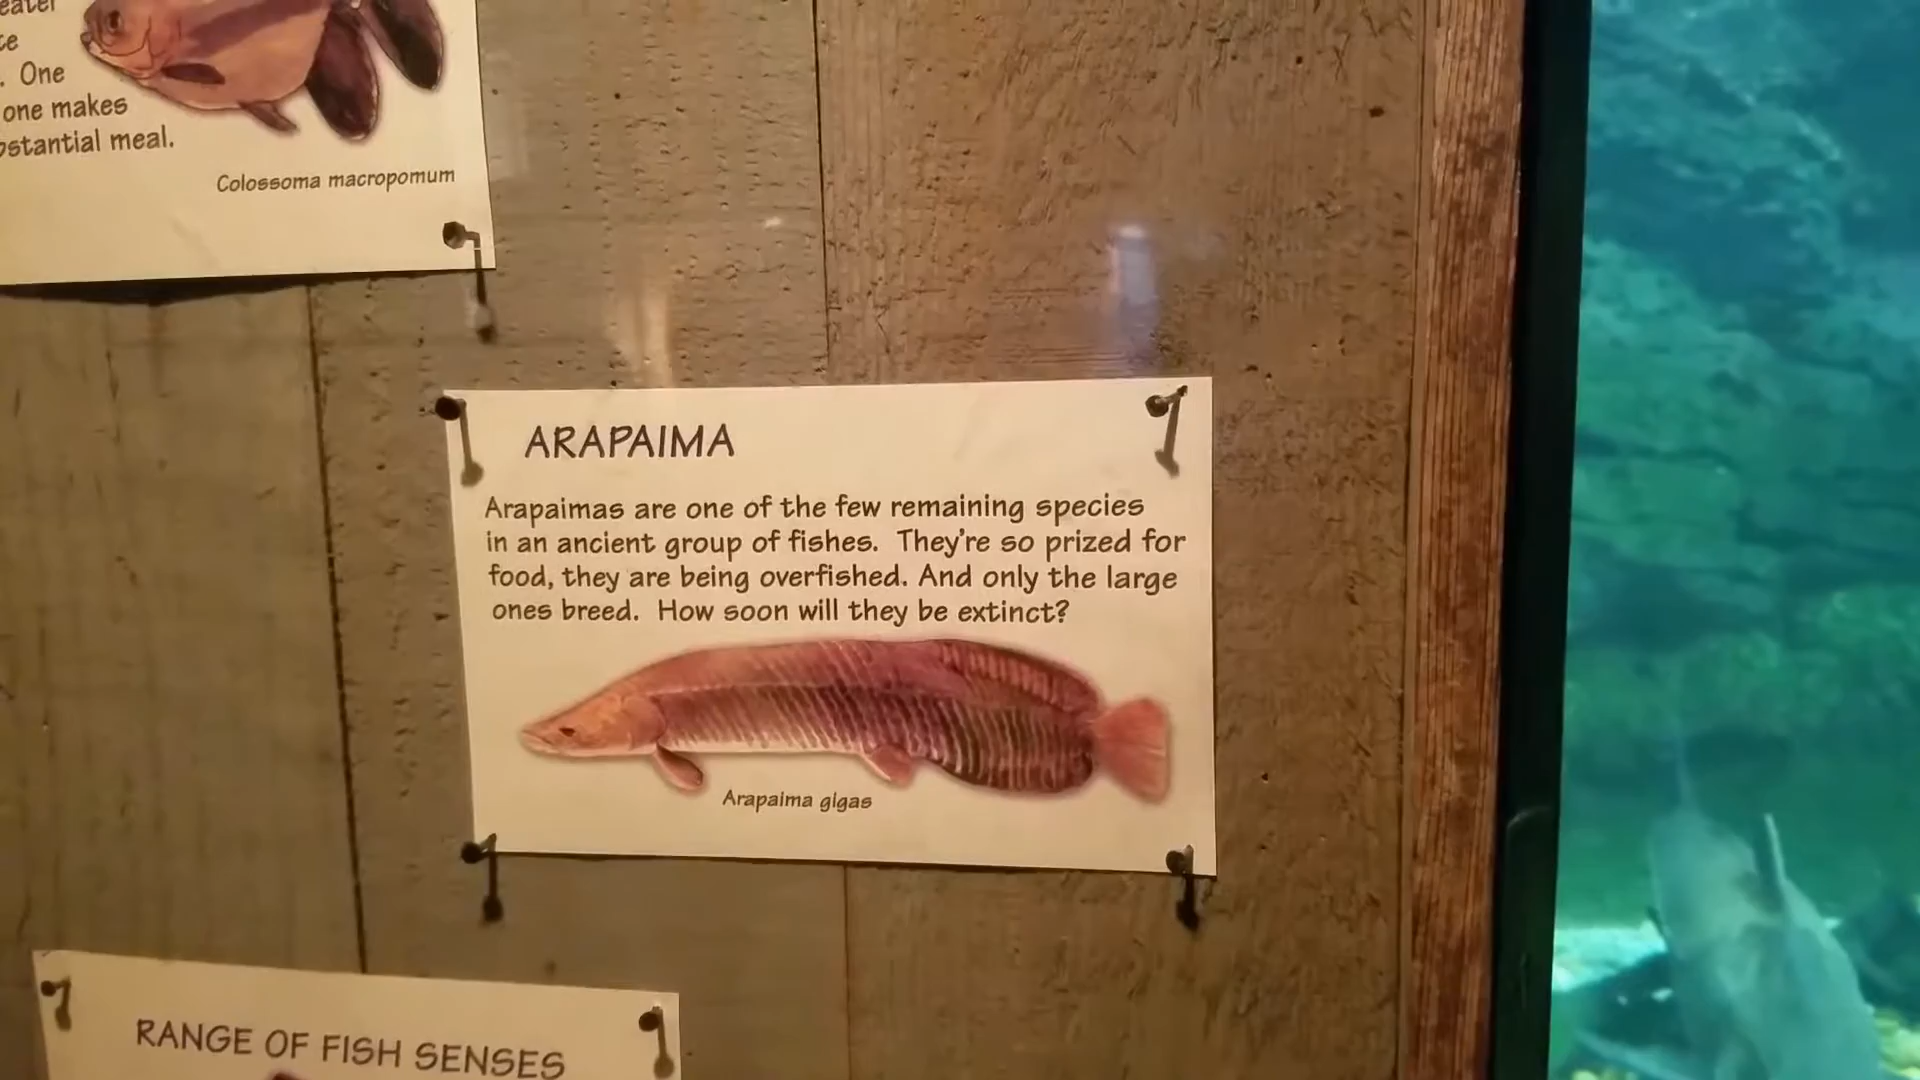 . One
one makes
meal.
Colossoma macropomum
ARAPAIMA
Arapaimas are one of the few remaining species
in an ancient group of fishes. They're so prized for
food, they are being overfished. And only the large
ones breed. How soon will they be extinct?
Arapaima gigas
RANGE OF FISH SENSES